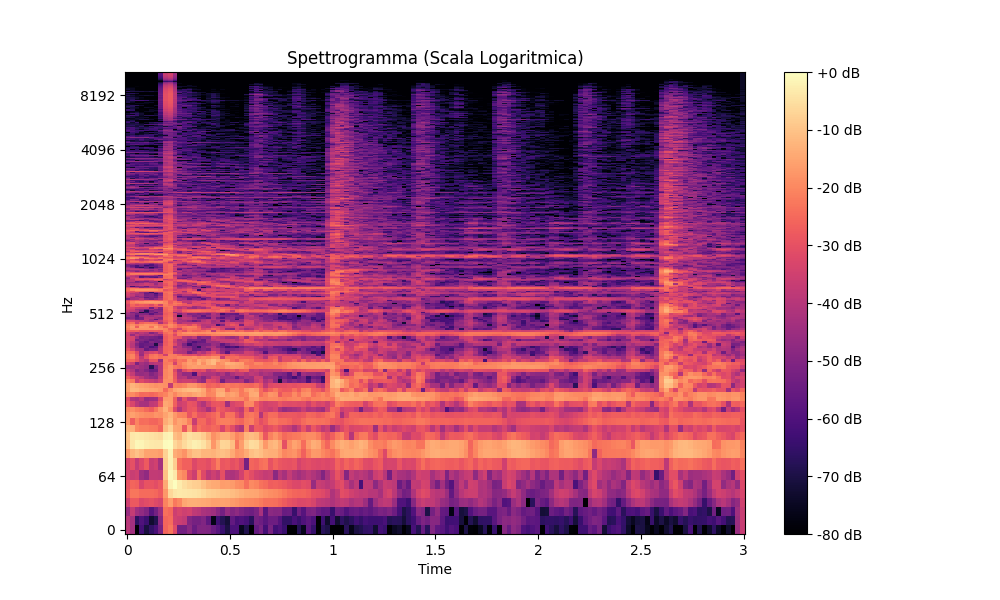 Spettrogramma (Scala Logaritmica)
Hz
8192
4096
2048
1024
512
256
128
64
0
0
0.5
1
1.5
2
2.5
3
Time
+0 dB
-10 dB
-20 dB
-30 dB
-40 dB
-50 dB
-60 dB
-70 dB
-80 dB